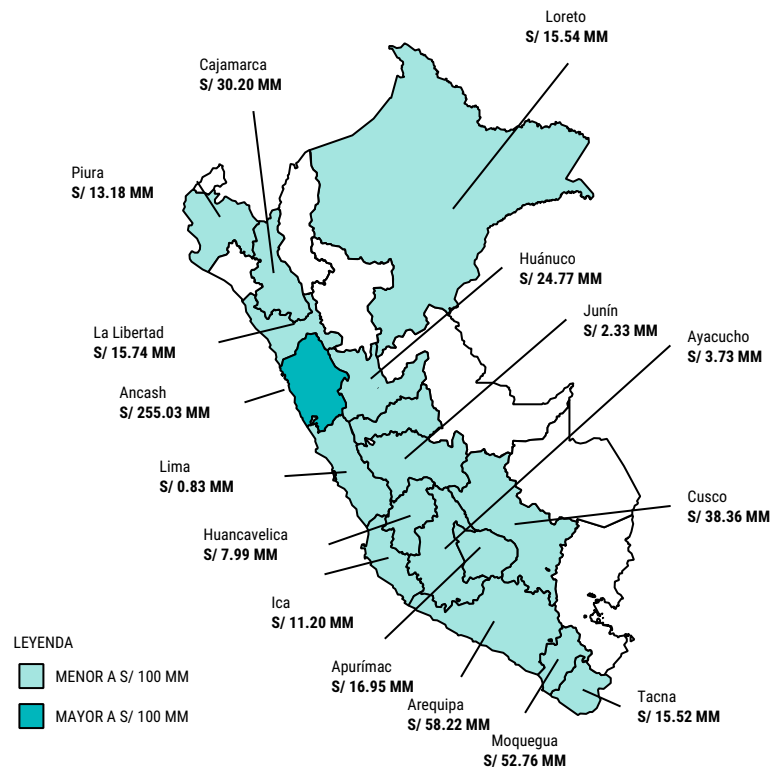 Loreto
S/ 15.54 MM
Cajamarca
S/ 30.20 MM
Piura
S/ 13.18 MM
Huánuco
S/ 24.77 MM
Junín
S/ 2.33 MM
Ayacucho
S/ 3.73 MM
La Libertad
S/ 15.74 MM
Ancash
S/ 255.03 MM
Lima
S/ 0.83 MM
Cusco
S/ 38.36 MM
Huancavelica
S/ 7.99 MM
Ica
S/ 11.20 MM
LEYENDA
MENOR A S/ 100 MM
MAYOR A S/ 100 MM
Apurímac
S/ 16.95 MM
Arequipa
S/ 58.22 MM
Moquegua
S/ 52.76 MM
Tacna
S/ 15.52 MM